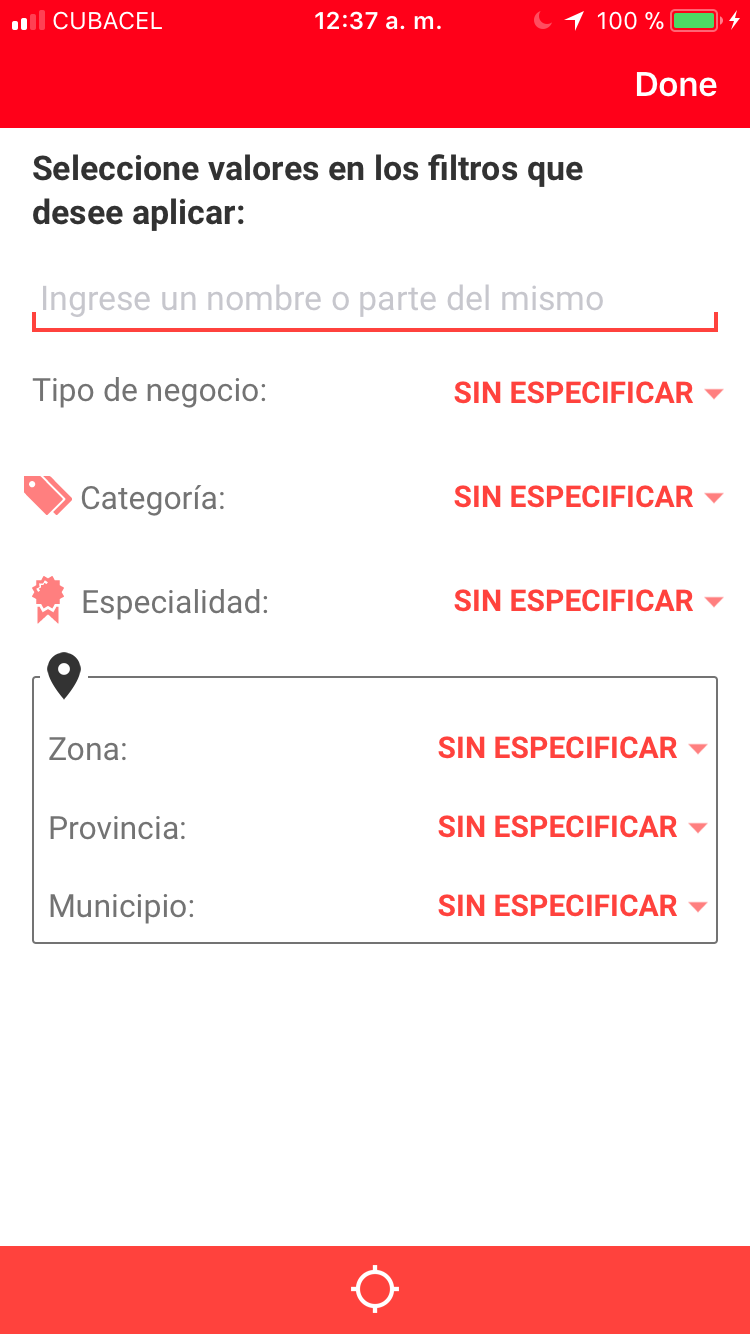 CUBACEL 12:37 a. m. 100 %
Done
Seleccione valores en los filtros que
desee aplicar:
Ingrese un nombre o parte del mismo
Tipo de negocio: SIN ESPECIFICAR
Categoría: SIN ESPECIFICAR
Especialidad: SIN ESPECIFICAR
Zona: SIN ESPECIFICAR
Provincia: SIN ESPECIFICAR
Municipio: SIN ESPECIFICAR